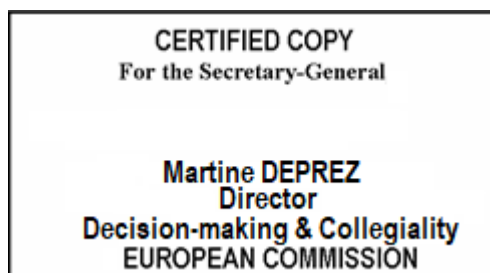 CERTIFIED COPY
For the Secretary-General
Martine DEPREZ
Director
Decision-making & Collegiality
EUROPEAN COMMISSION